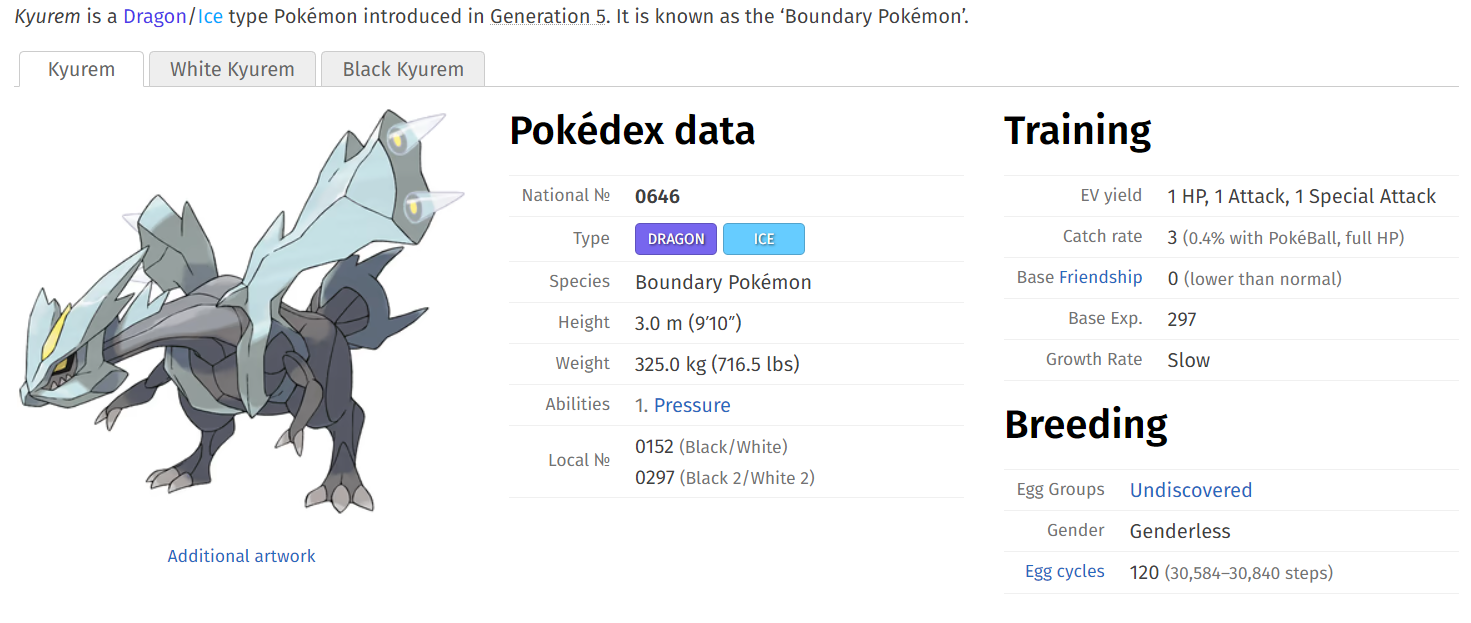 Kyurem is a Dragon/Ice type Pokémon introduced in Generation 5. It is known as the ‘Boundary Pokémon’.
Kyurem
White Kyurem
Black Kyurem
Additional artwork
Pokédex data
National № 0646
Type DRAGON ICE
Species Boundary Pokémon
Height 3.0 m (9′10″)
Weight 325.0 kg (716.5 lbs)
Abilities 1. Pressure
Local № 0152 (Black/White)
0297 (Black 2/White 2)
Training
EV yield 1 HP, 1 Attack, 1 Special Attack
Catch rate 3 (0.4% with PokéBall, full HP)
Base Friendship 0 (lower than normal)
Base Exp. 297
Growth Rate Slow
Breeding
Egg Groups Undiscovered
Gender Genderless
Egg cycles 120 (30,584–30,840 steps)